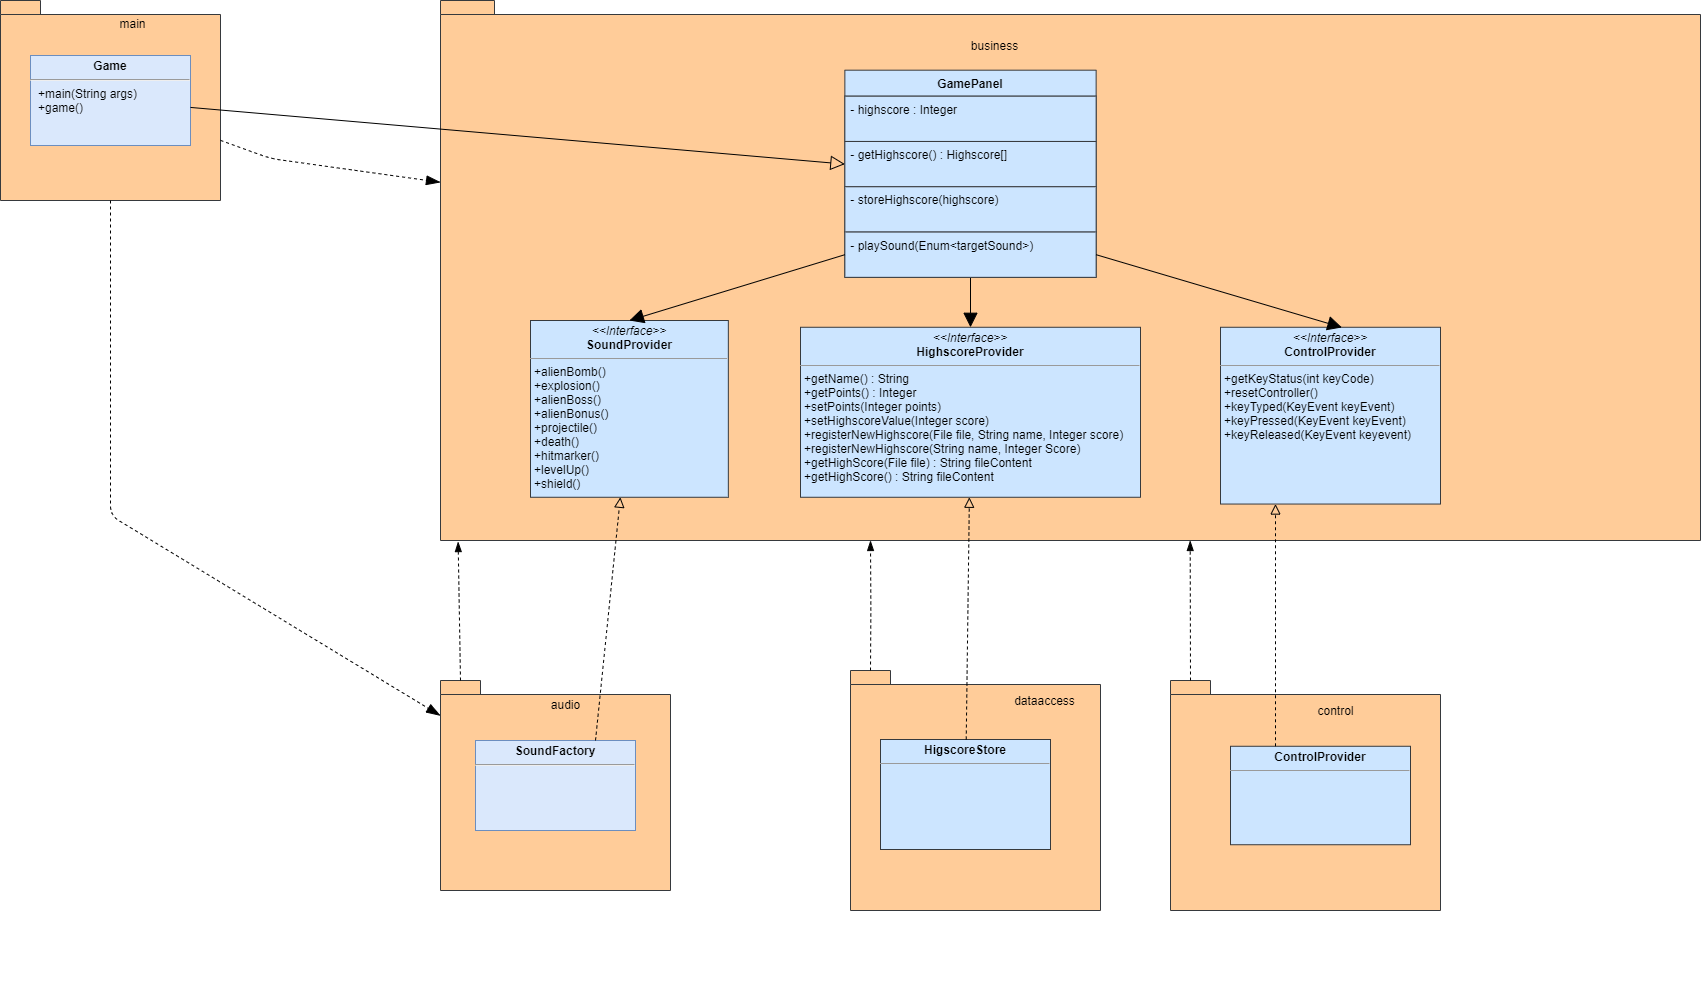 main
Game
+main(String args)
+game()
business
GamePanel
- highscore : Integer
- getHighscore() : Highscore[]
- storeHighscore(highscore)
- playSound(Enum<targetSound>)
<<Interface>>
SoundProvider
+alienBomb()
+explosion()
+alienBoss()
+alienBonus()
+projectile()
+death()
+hitmarker()
+levelUp()
+shield()
<<Interface>>
HighscoreProvider
+getName() : String
+getPoints() : Integer
+setPoints(Integer points)
+setHighscoreValue(Integer score)
+registerNewHighscore(File file, String name, Integer score)
+registerNewHighscore(String name, Integer Score)
+getHighScore(File file) : String fileContent
+getHighScore() : String fileContent
<<Interface>>
ControlProvider
+getKeyStatus(int keyCode)
+resetController()
+keyTyped(KeyEvent keyEvent)
+keyPressed(KeyEvent keyEvent)
+keyReleased(KeyEvent keyevent)
audio
SoundFactory
dataaccess
HigscoreStore
control
ControlProvider